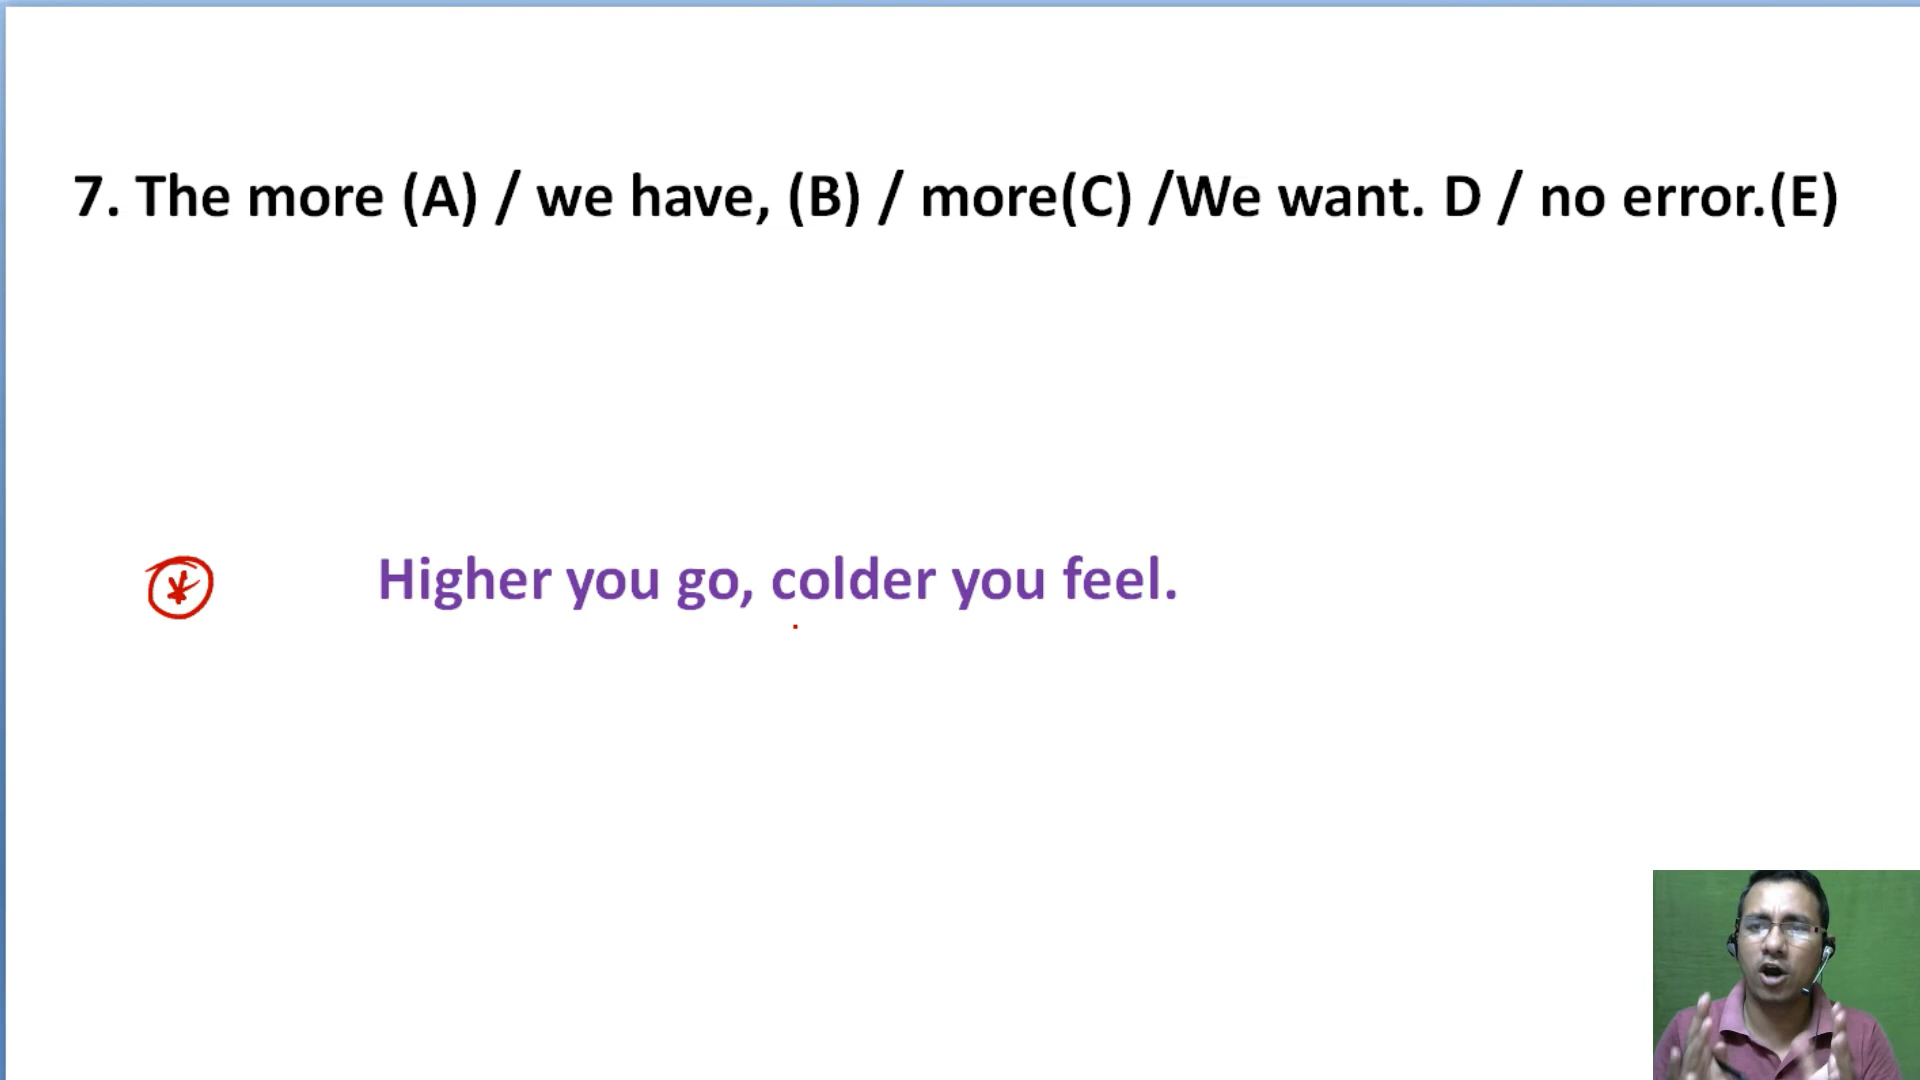 7. The more (A) / we have, (B) / more(C) /We want. D / no error.(E)
Higher you go, colder you feel.